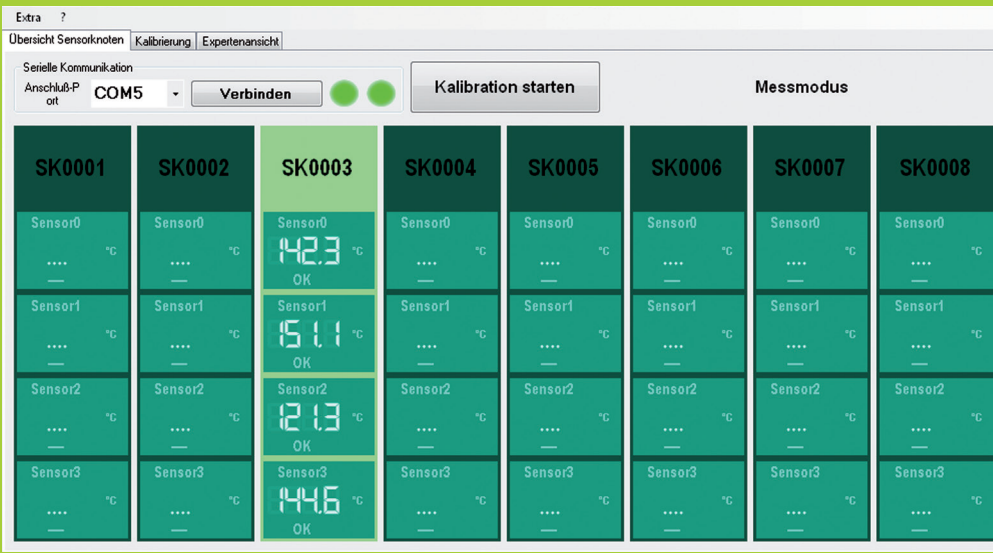 Extra ?
Übersicht Sensorknoten Kalibrierung Expertenansicht
Serielle Kommunikation
Anschluß-P
ort
COM5 Verbinden Kalibration starten Messmodus
SK0001 SK0002 SK0003 SK0004 SK0005 SK0006 SK0007 SK0008
Sensor0 Sensor0 Sensor0 Sensor0 Sensor0 Sensor0 Sensor0 Sensor0
.... °C .... °C 142.3 °C .... °C .... °C .... °C .... °C .... °C
— — OK — — — — —
Sensor1 Sensor1 Sensor1 Sensor1 Sensor1 Sensor1 Sensor1 Sensor1
.... °C .... °C 151.1 °C .... °C .... °C .... °C .... °C .... °C
— — OK — — — — —
Sensor2 Sensor2 Sensor2 Sensor2 Sensor2 Sensor2 Sensor2 Sensor2
.... °C .... °C 121.3 °C .... °C .... °C .... °C .... °C .... °C
— — OK — — — — —
Sensor3 Sensor3 Sensor3 Sensor3 Sensor3 Sensor3 Sensor3 Sensor3
.... °C .... °C 144.6 °C .... °C .... °C .... °C .... °C .... °C
— — OK — — — — —